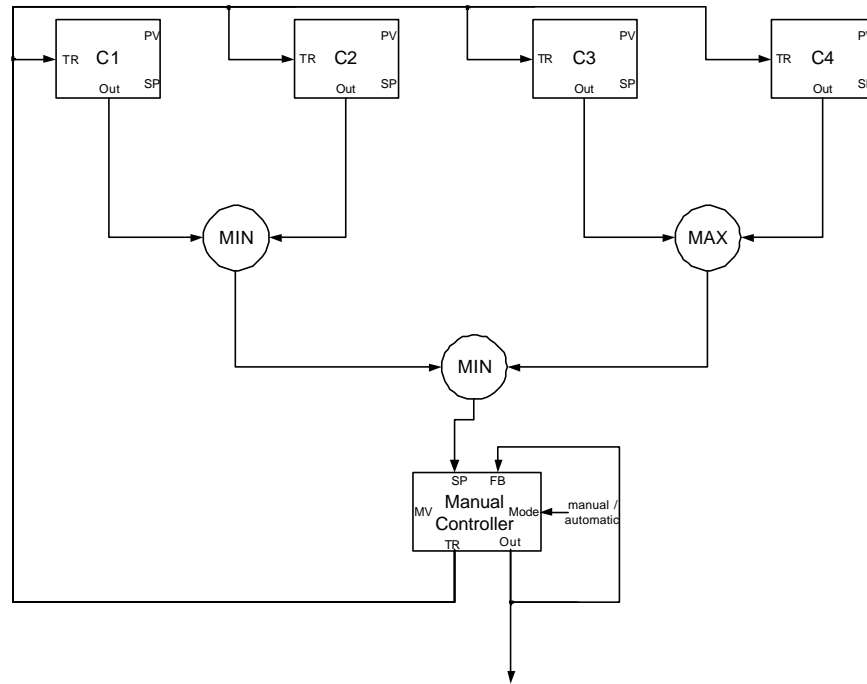 PV
TR C1
SP
Out
PV
TR C2
SP
Out
PV
TR C3
SP
Out
TR C4
Out
MIN
MAX
MIN
SP FB
MV Manual Mode
Controller
TR Out
manual /
automatic